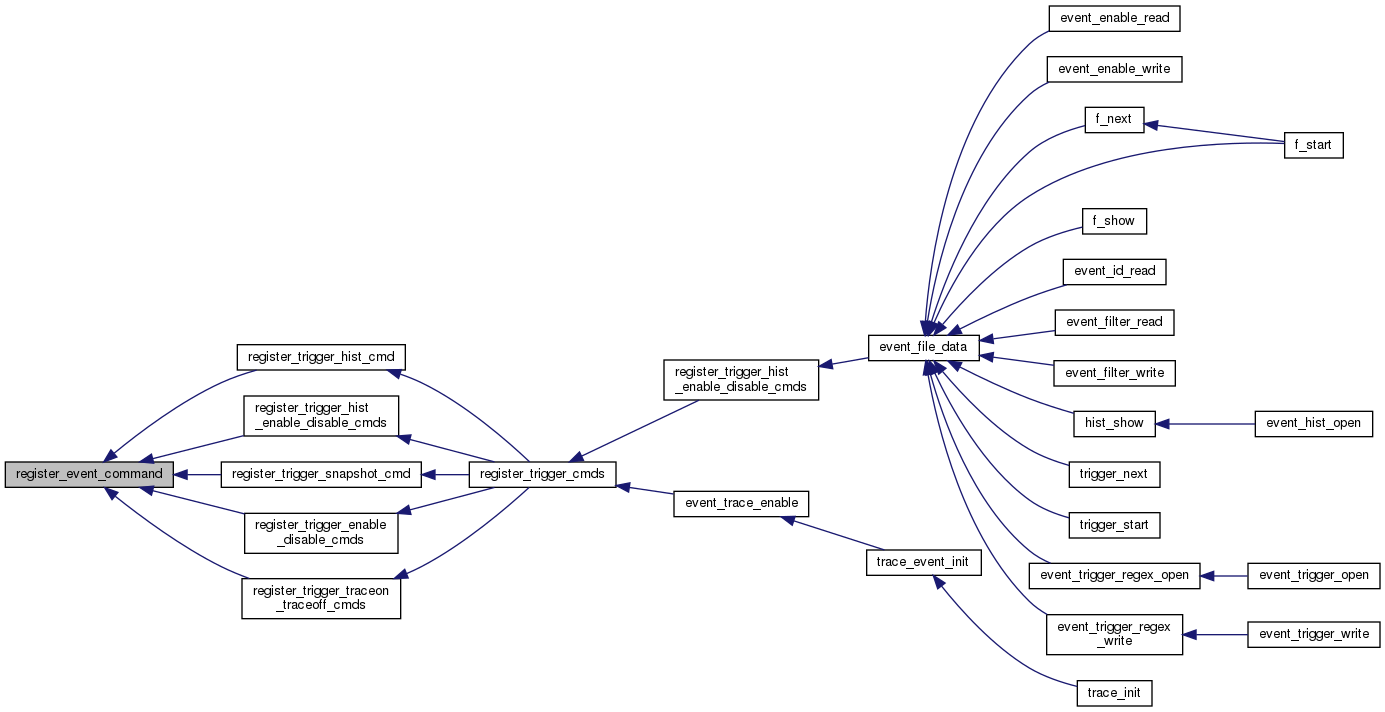 event_enable_read
event_enable_write
f_next
f_start
f_show
event_id_read
event_filter_read
event_file_data
register_trigger_hist_cmd
register_trigger_hist
_enable_disable_cmds
event_filter_write
register_trigger_hist
_enable_disable_cmds
hist_show
event_hist_open
register_event_command
register_trigger_snapshot_cmd
register_trigger_cmds
trigger_next
event_trace_enable
register_trigger_enable
_disable_cmds
trigger_start
trace_event_init
event_trigger_regex_open
event_trigger_open
register_trigger_traceon
_traceoff_cmds
event_trigger_regex
_write
event_trigger_write
trace_init